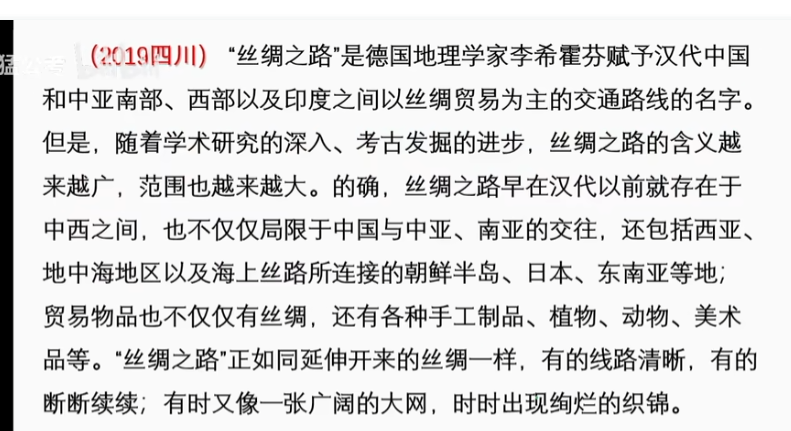 猛公考
（2019四川）“丝绸之路”是德国地理学家李希霍芬赋予汉代中国
和中亚南部、西部以及印度之间以丝绸贸易为主的交通路线的名字。
但是，随着学术研究的深入、考古发掘的进步，丝绸之路的含义越
来越广，范围也越来越大。的确，丝绸之路早在汉代以前就存在于
中西之间，也不仅仅局限于中国与中亚、南亚的交往，还包括西亚、
地中海地区以及海上丝路所连接的朝鲜半岛、日本、东南亚等地；
贸易物品也不仅仅有丝绸，还有各种手工制品、植物、动物、美术
品等。“丝绸之路”正如同延伸开来的丝绸一样，有的线路清晰，有的
断断续续；有时又像一张广阔的大网，时时出现绚烂的织锦。